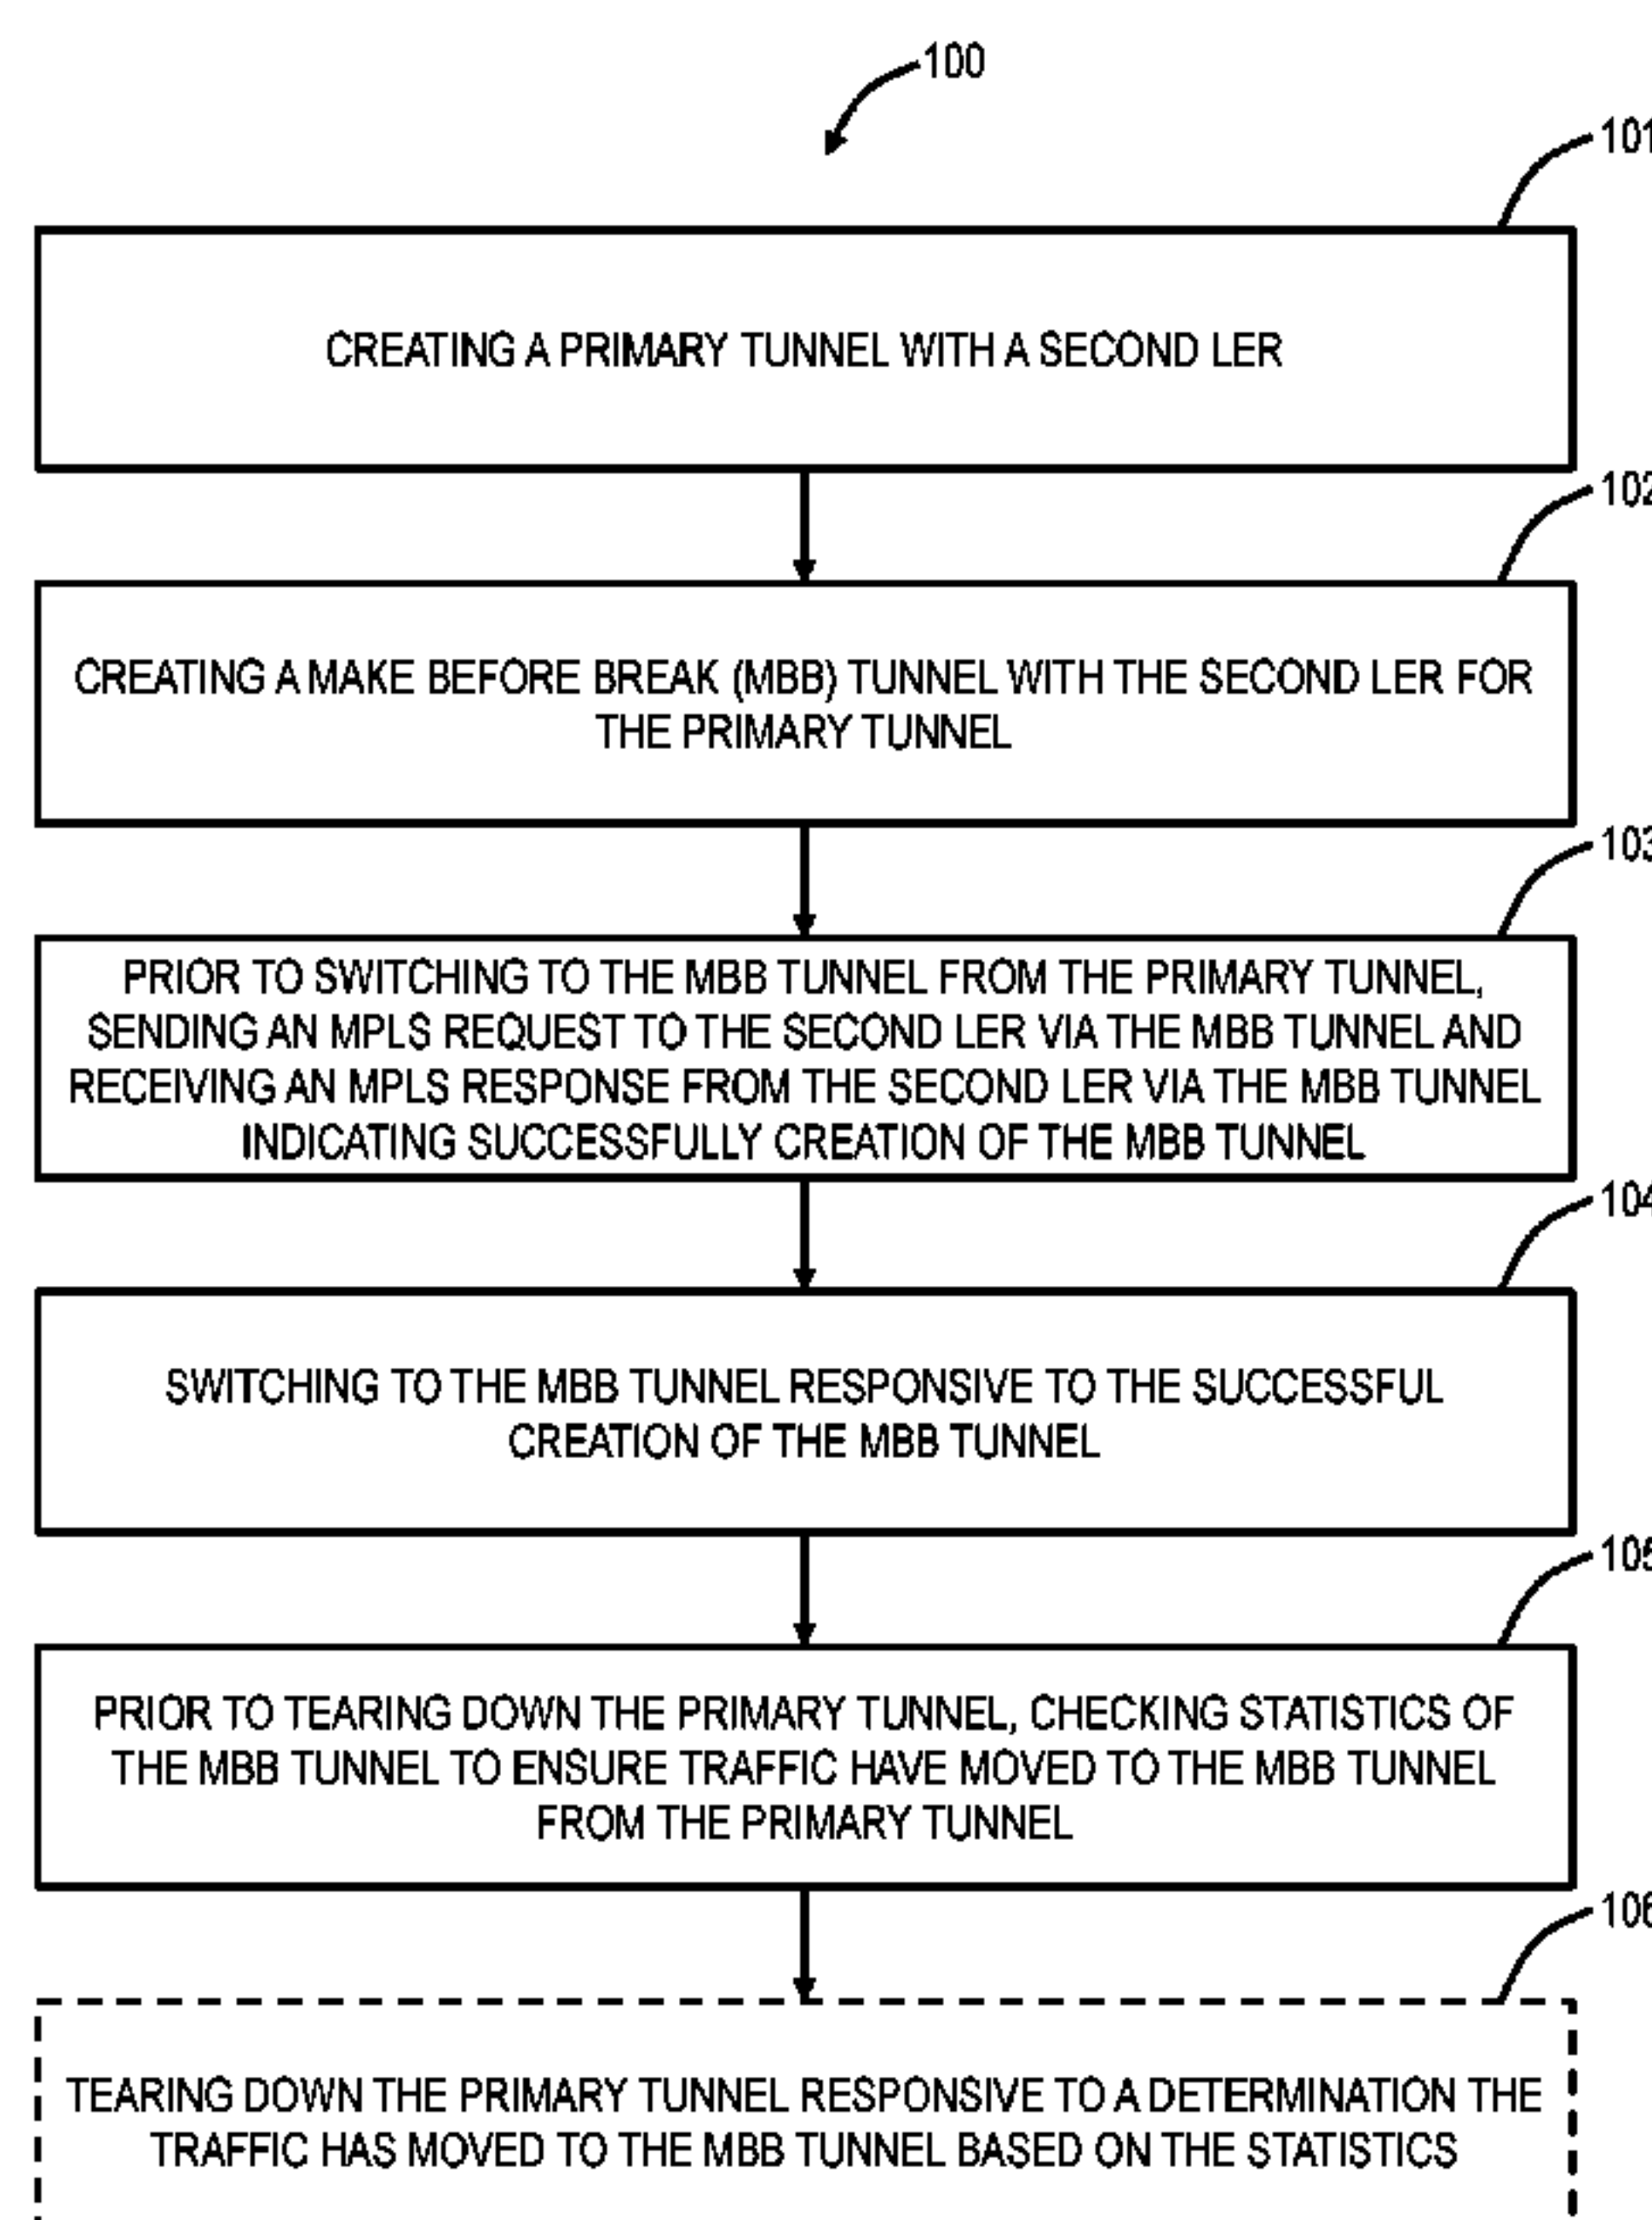 100
101
CREATING A PRIMARY TUNNEL WITH A SECOND LER
102
CREATING A MAKE BEFORE BREAK (MBB) TUNNEL WITH THE SECOND LER FOR
THE PRIMARY TUNNEL
103
PRIOR TO SWITCHING TO THE MBB TUNNEL FROM THE PRIMARY TUNNEL,
SENDING AN MPLS REQUEST TO THE SECOND LER VIA THE MBB TUNNEL AND
RECEIVING AN MPLS RESPONSE FROM THE SECOND LER VIA THE MBB TUNNEL
INDICATING SUCCESSFULLY CREATION OF THE MBB TUNNEL
104
SWITCHING TO THE MBB TUNNEL RESPONSIVE TO THE SUCCESSFUL
CREATION OF THE MBB TUNNEL
105
PRIOR TO TEARING DOWN THE PRIMARY TUNNEL, CHECKING STATISTICS OF
THE MBB TUNNEL TO ENSURE TRAFFIC HAVE MOVED TO THE MBB TUNNEL
FROM THE PRIMARY TUNNEL
106
TEARING DOWN THE PRIMARY TUNNEL RESPONSIVE TO A DETERMINATION THE
TRAFFIC HAS MOVED TO THE MBB TUNNEL BASED ON THE STATISTICS